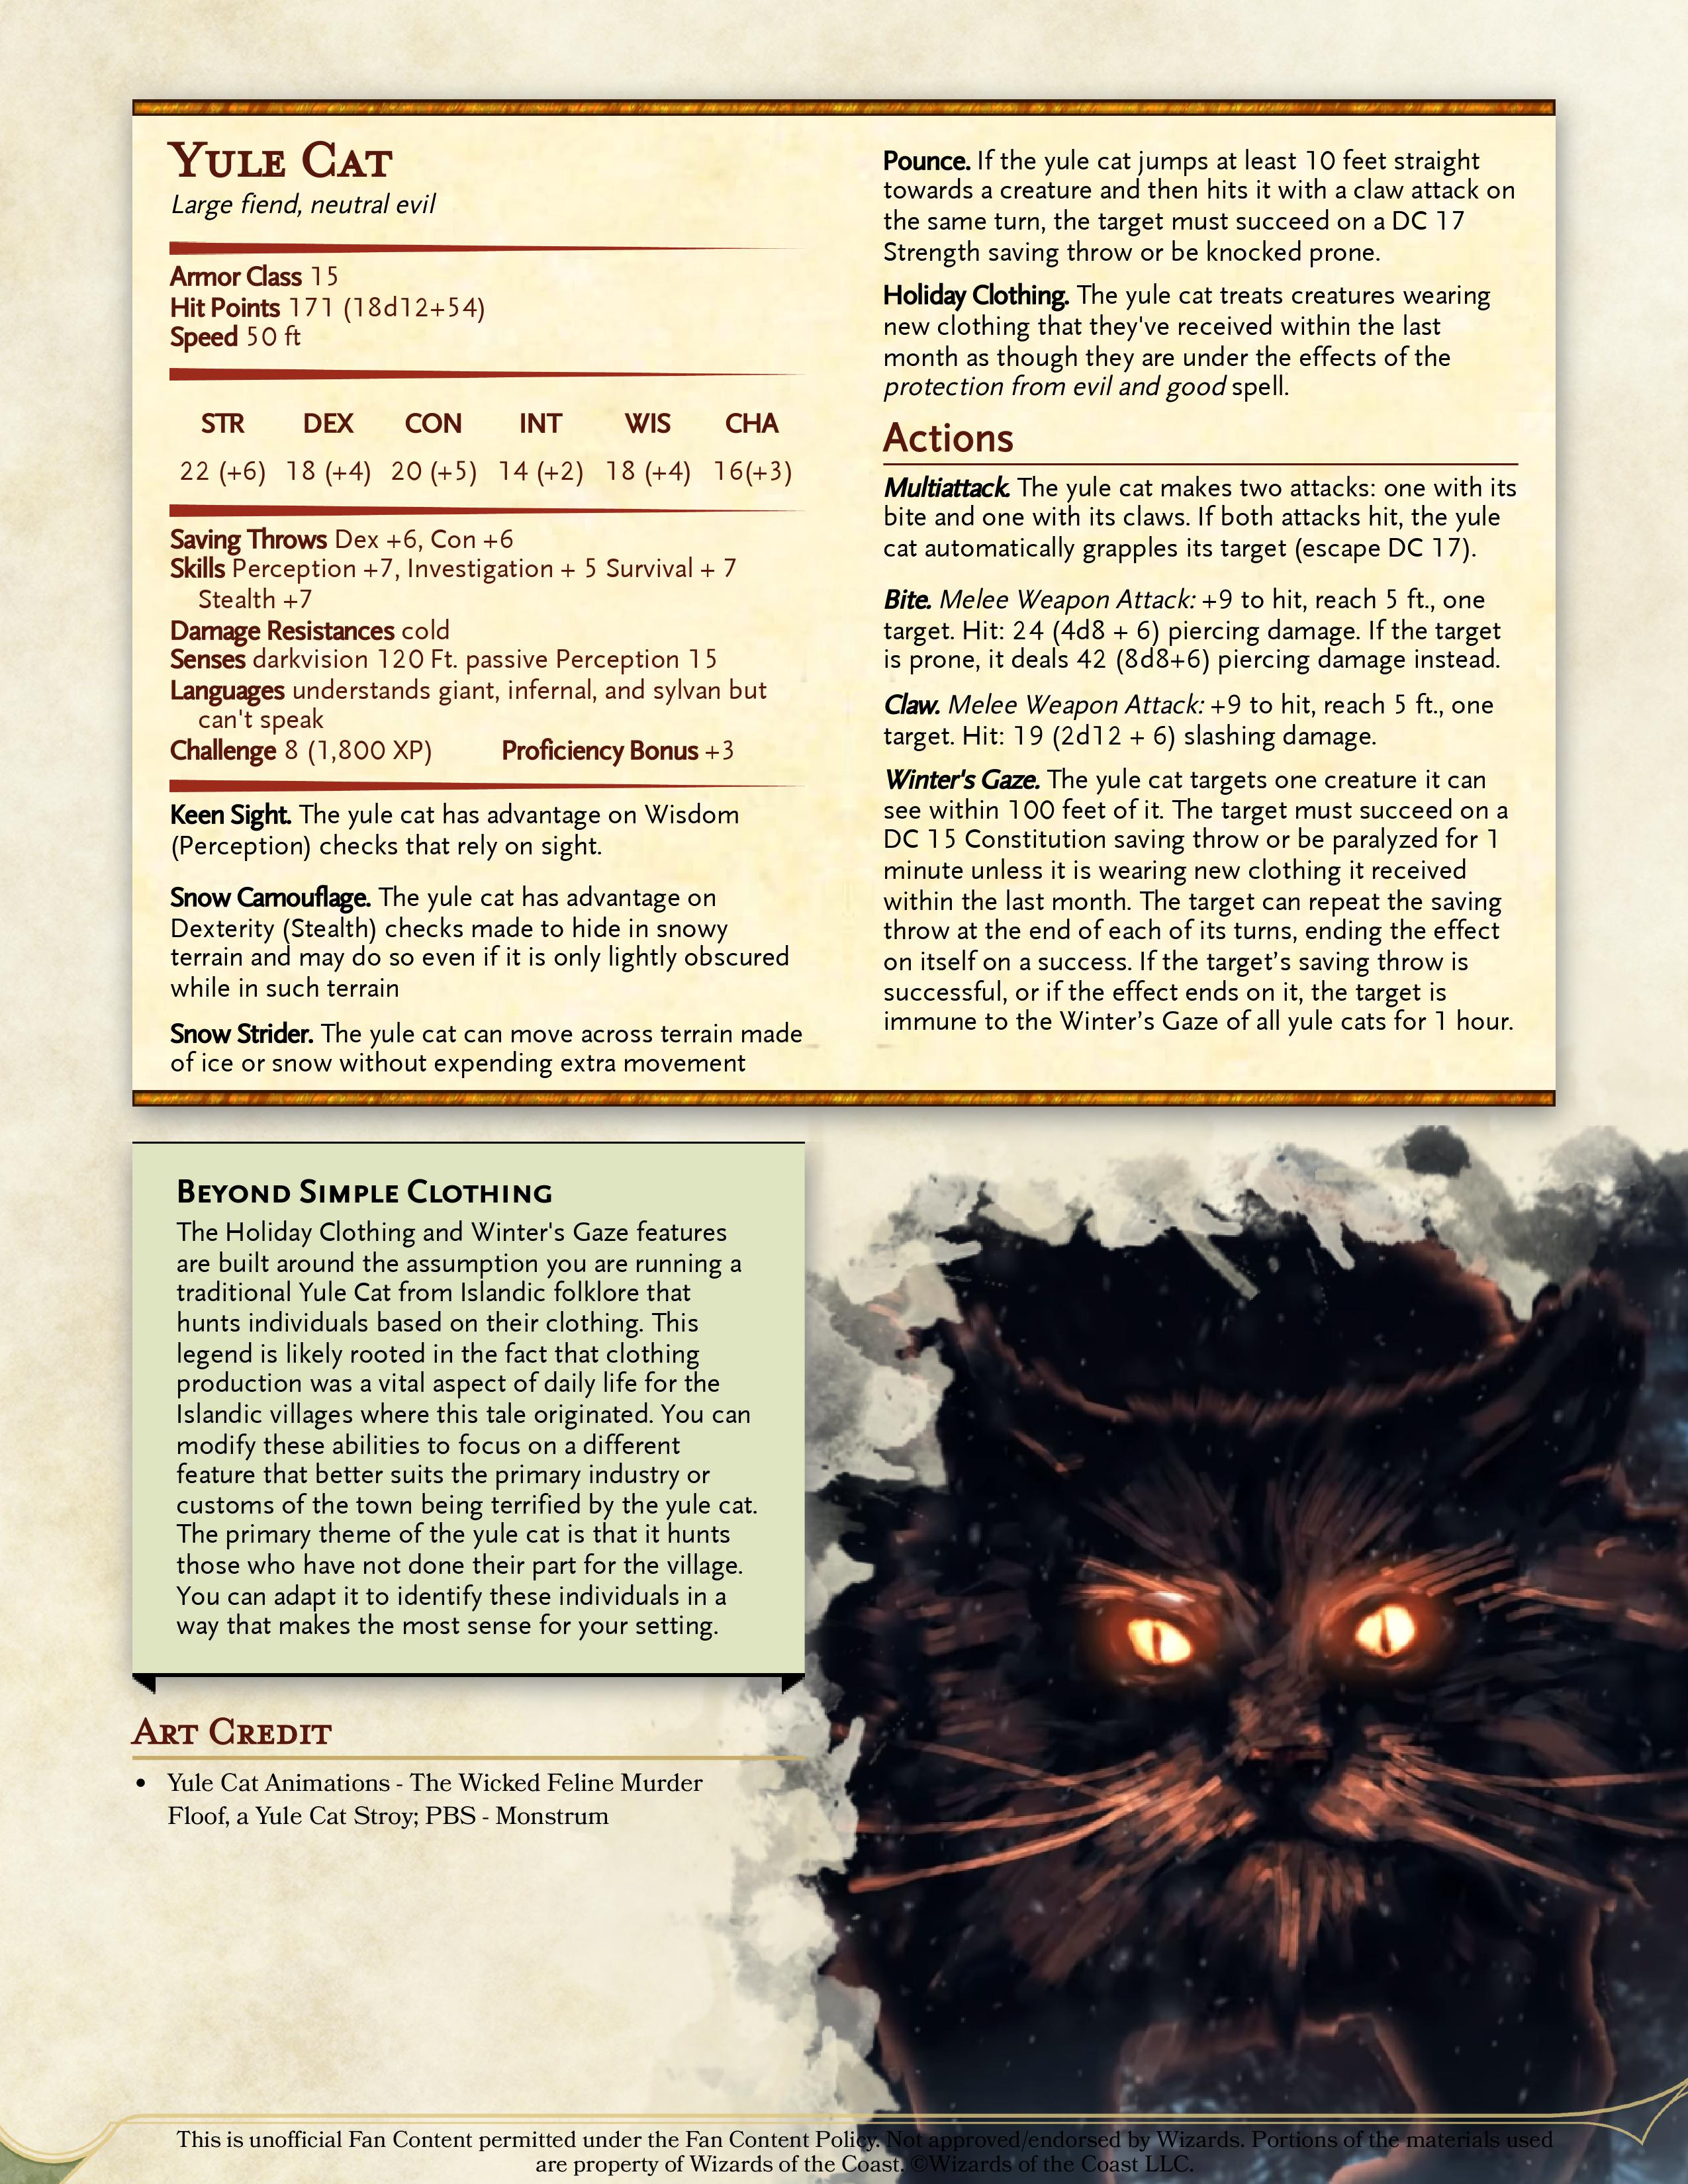 Yule Cat
Large fiend, neutral evil
Armor Class 15
Hit Points 171 (18d12+54)
Speed 50 ft
STR DEX CON INT WIS CHA
22 (+6) 18 (+4) 20 (+5) 14 (+2) 18 (+4) 16(+3)
Saving Throws Dex +6, Con +6
Skills Perception +7, Investigation + 5 Survival + 7
Stealth +7
Damage Resistances cold
Senses darkvision 120 Ft. passive Perception 15
Languages understands giant, infernal, and sylvan but
can't speak
Challenge 8 (1,800 XP) Proficiency Bonus +3
Keen Sight. The yule cat has advantage on Wisdom
(Perception) checks that rely on sight.
Snow Camouflage. The yule cat has advantage on
Dexterity (Stealth) checks made to hide in snowy
terrain and may do so even if it is only lightly obscured
while in such terrain
Snow Strider. The yule cat can move across terrain made
of ice or snow without expending extra movement
Pounce. If the yule cat jumps at least 10 feet straight
towards a creature and then hits it with a claw attack on
the same turn, the target must succeed on a DC 17
Strength saving throw or be knocked prone.
Holiday Clothing. The yule cat treats creatures wearing
new clothing that they've received within the last
month as though they are under the effects of the
protection from evil and good spell.
Actions
Multiattack. The yule cat makes two attacks: one with its
bite and one with its claws. If both attacks hit, the yule
cat automatically grapples its target (escape DC 17).
Bite. Melee Weapon Attack: +9 to hit, reach 5 ft., one
target. Hit: 24 (4d8 + 6) piercing damage. If the target
is prone, it deals 42 (8d8+6) piercing damage instead.
Claw. Melee Weapon Attack: +9 to hit, reach 5 ft., one
target. Hit: 19 (2d12 + 6) slashing damage.
Winter's Gaze. The yule cat targets one creature it can
see within 100 feet of it. The target must succeed on a
DC 15 Constitution saving throw or be paralyzed for 1
minute unless it is wearing new clothing it received
within the last month. The target can repeat the saving
throw at the end of each of its turns, ending the effect
on itself on a success. If the target’s saving throw is
successful, or if the effect ends on it, the target is
immune to the Winter’s Gaze of all yule cats for 1 hour.
Beyond Simple Clothing
The Holiday Clothing and Winter's Gaze features
are built around the assumption you are running a
traditional Yule Cat from Islandic folklore that
hunts individuals based on their clothing. This
legend is likely rooted in the fact that clothing
production was a vital aspect of daily life for the
Islandic villages where this tale originated. You can
modify these abilities to focus on a different
feature that better suits the primary industry or
customs of the town being terrified by the yule cat.
The primary theme of the yule cat is that it hunts
those who have not done their part for the village.
You can adapt it to identify these individuals in a
way that makes the most sense for your setting.
Art Credit
• Yule Cat Animations - The Wicked Feline Murder
Floof, a Yule Cat Stroy; PBS - Monstrum
This is unofficial Fan Content permitted under the Fan Content Policy. Not approved/endorsed by Wizards. Portions of the materials used
are property of Wizards of the Coast. ©Wizards of the Coast LLC.